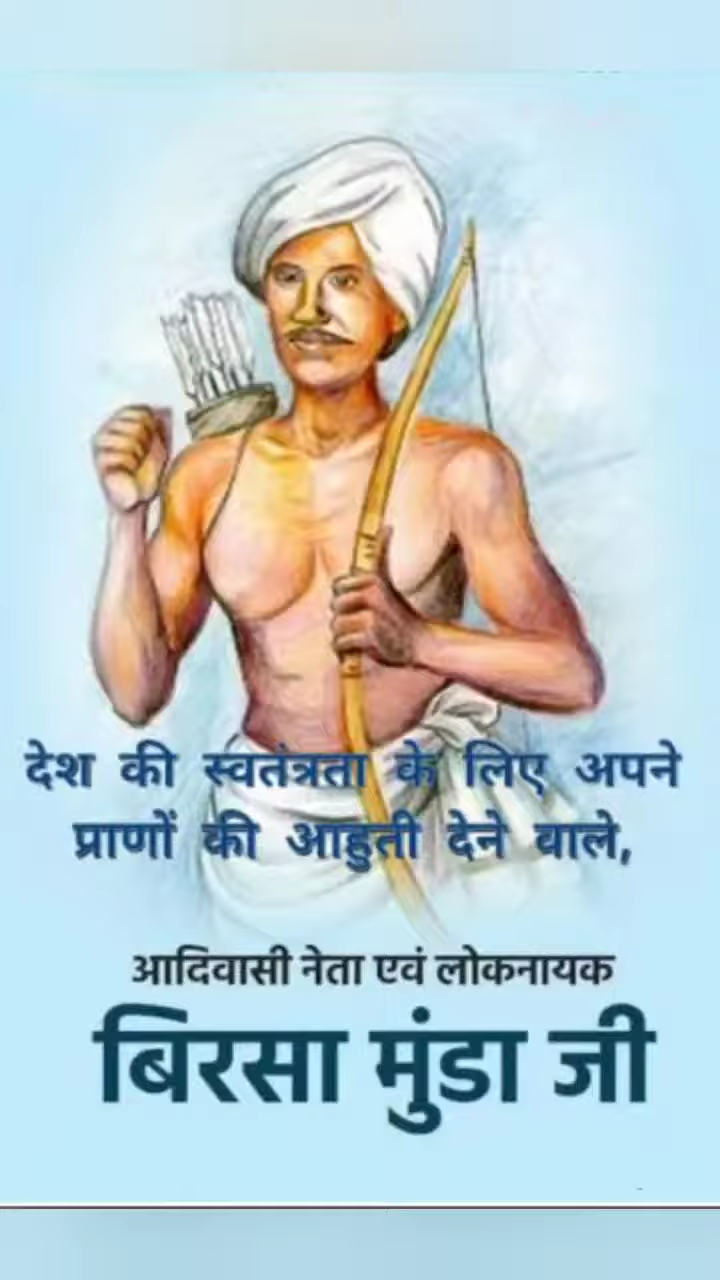 देश की स्वतंत्रता के लिए अपने
प्राणों की आहुती देने वाले,
आदिवासी नेता एवं लोकनायक
बिरसा मुंडा जी